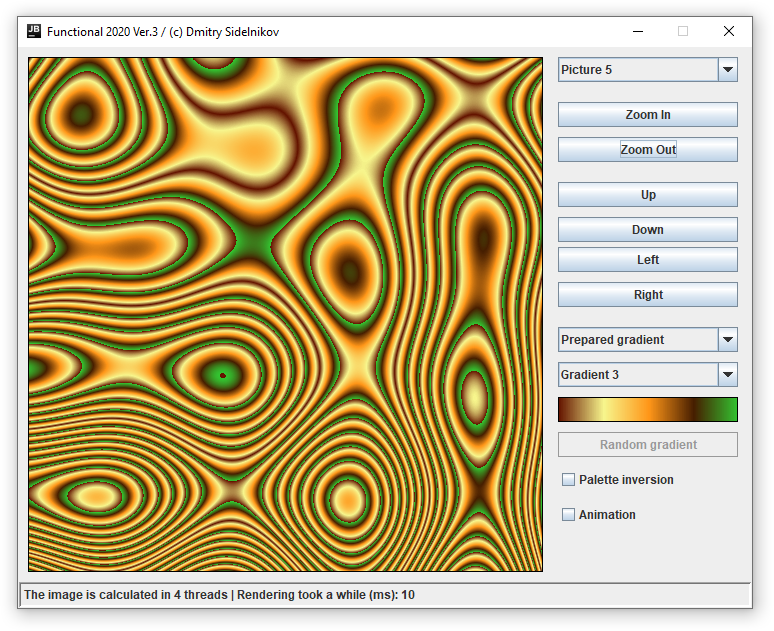 JB
Functional 2020 Ver.3 / (c) Dmitry Sidelnikov
Picture 5
Zoom In
Zoom Out
Up
Down
Left
Right
Prepared gradient
Gradient 3
Random gradient
Palette inversion
Animation
The image is calculated in 4 threads | Rendering took a while (ms): 10